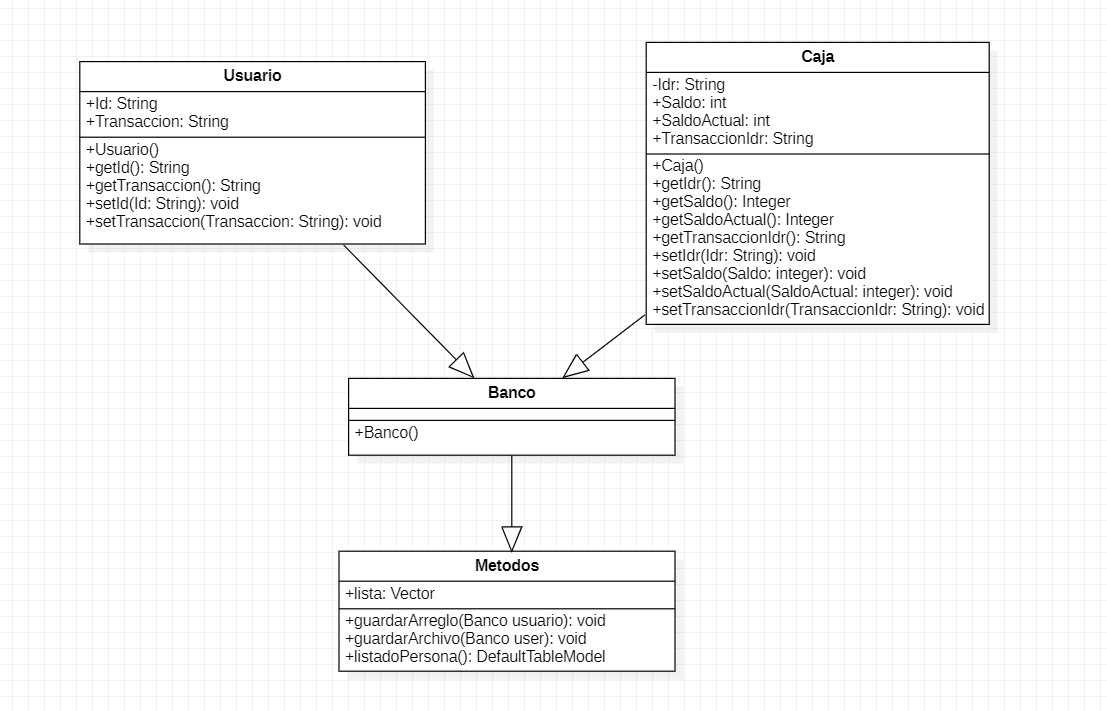 Usuario
+Id: String
+Transaccion: String
+Usuario()
+getId(): String
+getTransaccion(): String
+setId(Id: String): void
+setTransaccion(Transaccion: String): void
Caja
-Idr: String
+Saldo: int
+SaldoActual: int
+TransaccionIdr: String
+Caja()
+getIdr(): String
+getSaldo(): Integer
+getSaldoActual(): Integer
+getTransaccionIdr(): String
+setIdr(Idr: String): void
+setSaldo(Saldo: integer): void
+setSaldoActual(SaldoActual: integer): void
+setTransaccionIdr(TransaccionIdr: String): void
Banco
+Banco()
Metodos
+lista: Vector
+guardarArreglo(Banco usuario): void
+guardarArchivo(Banco user): void
+listadoPersona(): DefaultTableModel